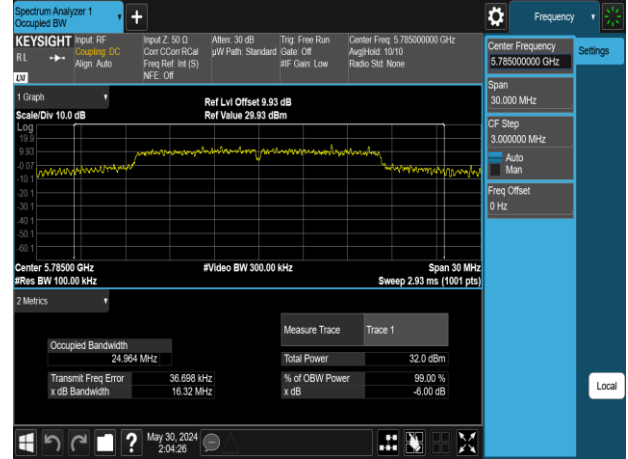 Spectrum Analyzer 1
Occupied BW
+
Frequency
KEYSIGHT
RL
LXI
Input: RF
Coupling: DC
Align: Auto
Input Z: 50 Ω
Corr CCorr RCal
Freq Ref: Int (S)
NFE: Off
Atten: 30 dB
µW Path: Standard
Trig: Free Run
Gate: Off
#IF Gain: Low
Center Freq: 5.785000000 GHz
Avg|Hold: 10/10
Radio Std: None
Center Frequency
5.785000000 GHz
Settings
Span
30.000 MHz
CF Step
3.000000 MHz
Auto
Man
Freq Offset
0 Hz
Local
1 Graph
Scale/Div 10.0 dB
Ref Lvl Offset 9.93 dB
Ref Value 29.93 dBm
Log
19.9
9.93
-0.07
-10.1
-20.1
-30.1
-40.1
-50.1
-60.1
Center 5.78500 GHz
#Res BW 100.00 kHz
#Video BW 300.00 kHz
Span 30 MHz
Sweep 2.93 ms (1001 pts)
2 Metrics
Measure Trace Trace 1
Occupied Bandwidth
24.964 MHz
Total Power 32.0 dBm
Transmit Freq Error 36.698 kHz
% of OBW Power 99.00 %
x dB Bandwidth 16.32 MHz
x dB -6.00 dB
?
May 30, 2024
2:04:26